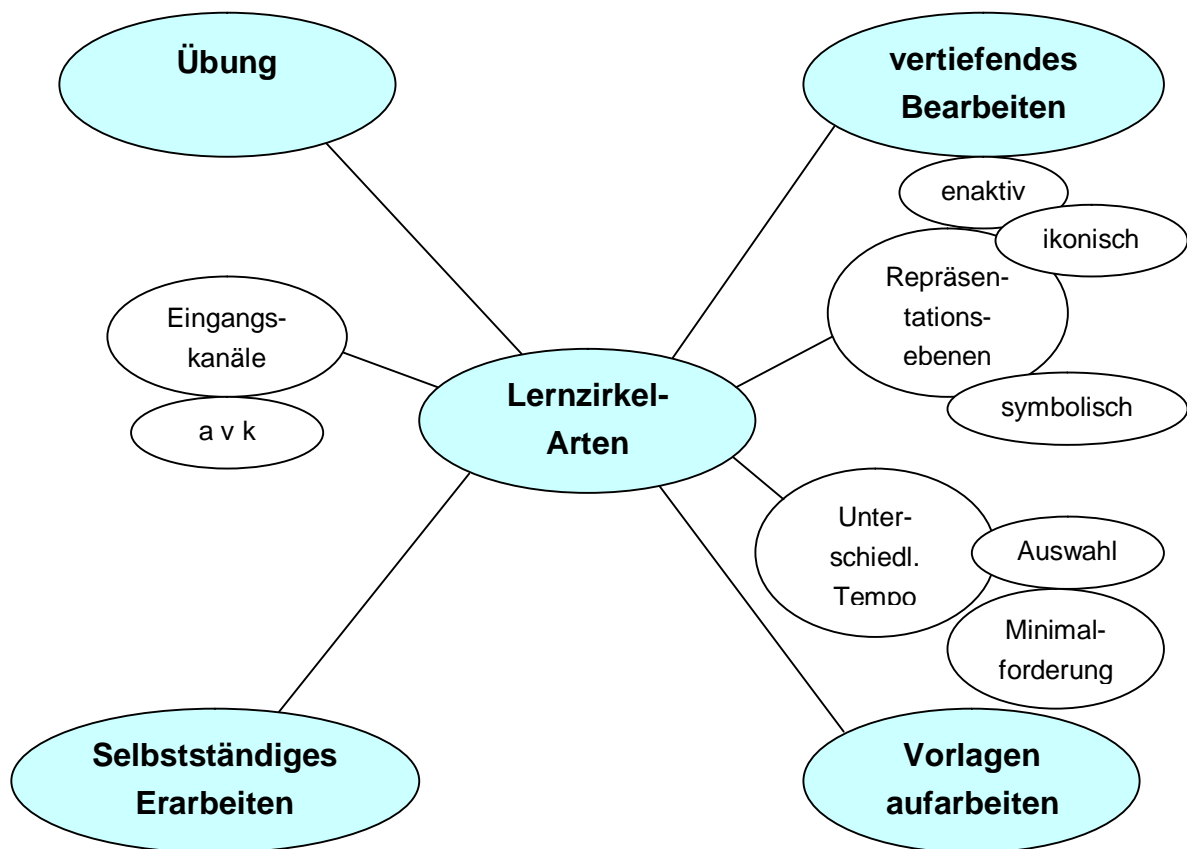 Übung
vertiefendes
Bearbeiten
enaktiv
ikonisch
Repräsen-
tations-
ebenen
symbolisch
Eingangs-
kanäle
a v k
Lernzirkel-
Arten
Unter-
schiedl.
Tempo
Auswahl
Minimal-
forderung
Selbstständiges
Erarbeiten
Vorlagen
aufarbeiten